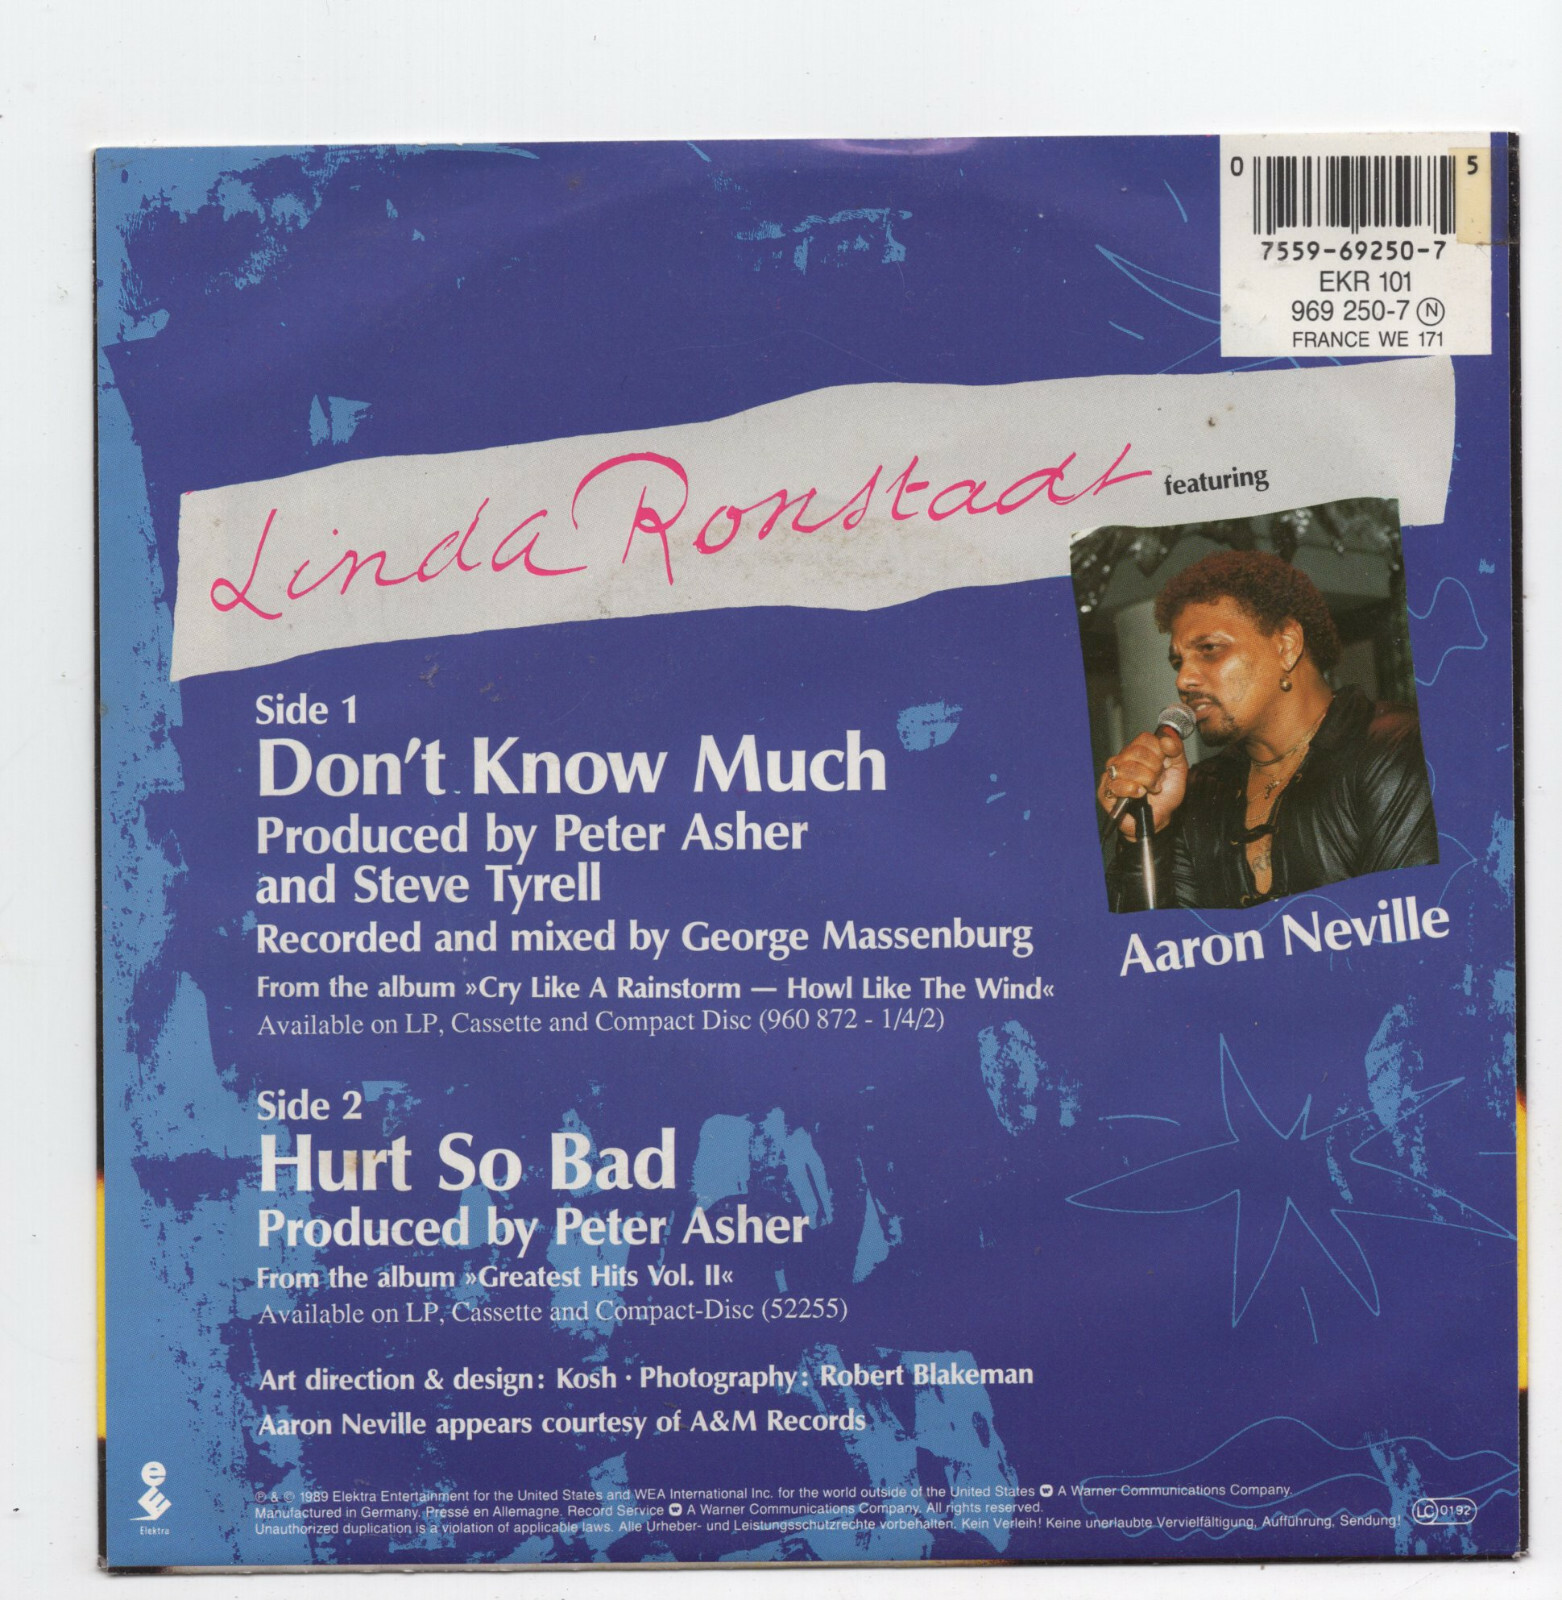 0 5
7559-69250-7
EKR 101
969 250-7 Ⓝ
FRANCE WE 171
Linda Ronstadt featuring
Aaron Neville
Side 1
Don't Know Much
Produced by Peter Asher
and Steve Tyrell
Recorded and mixed by George Massenburg
From the album »Cry Like A Rainstorm — Howl Like The Wind«
Available on LP, Cassette and Compact Disc (960 872 - 1/4/2)
Side 2
Hurt So Bad
Produced by Peter Asher
From the album »Greatest Hits Vol. II«
Available on LP, Cassette and Compact-Disc (52255)
Art direction & design: Kosh · Photography: Robert Blakeman
Aaron Neville appears courtesy of A&M Records
℗ & © 1989 Elektra Entertainment for the United States and WEA International Inc. for the world outside of the United States A Warner Communications Company.
Manufactured in Germany. Pressé en Allemagne. Record Service A Warner Communications Company. All rights reserved.
Unauthorized duplication is a violation of applicable laws. Alle Urheber- und Leistungsschutzrechte vorbehalten. Kein Verleih! Keine unerlaubte Vervielfältigung, Aufführung, Sendung!
Elektra
LC 0192